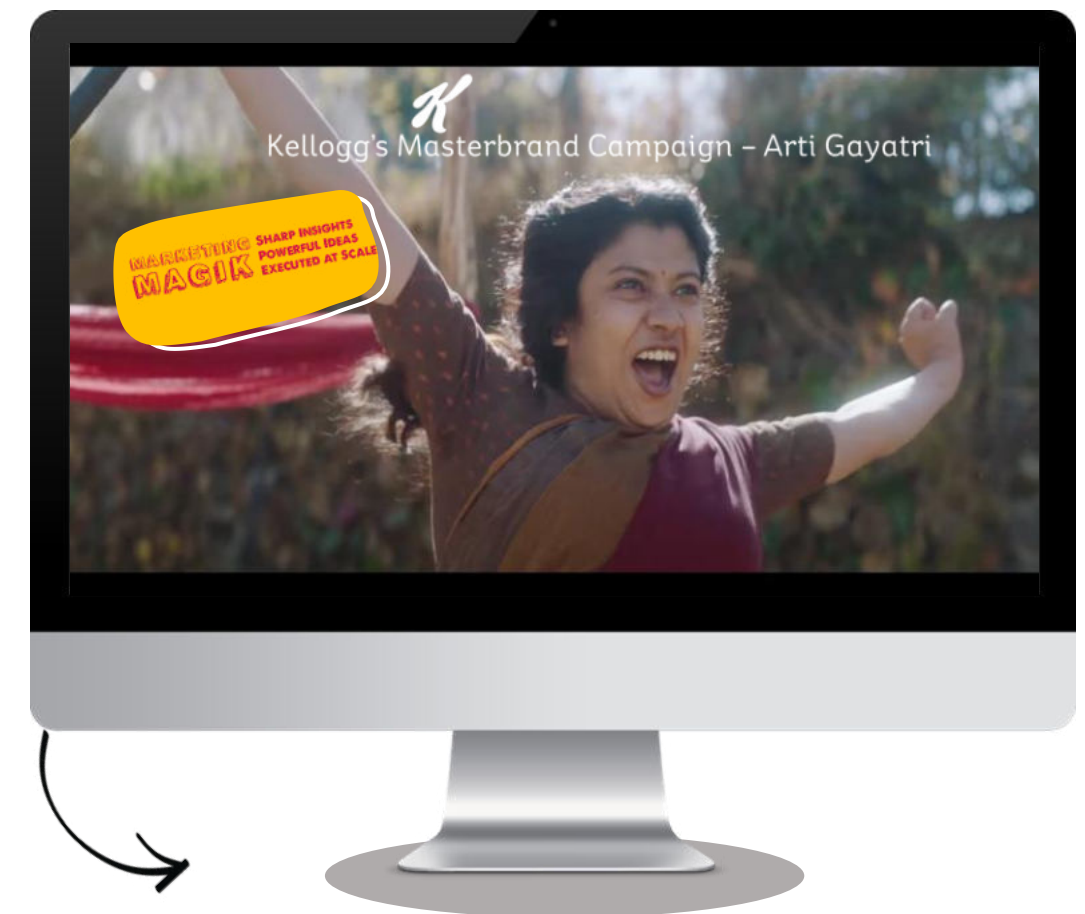 K
Kellogg's Masterbrand Campaign – Arti Gayatri
MARKETING
MAGIK
SHARP INSIGHTS
POWERFUL IDEAS
EXECUTED AT SCALE